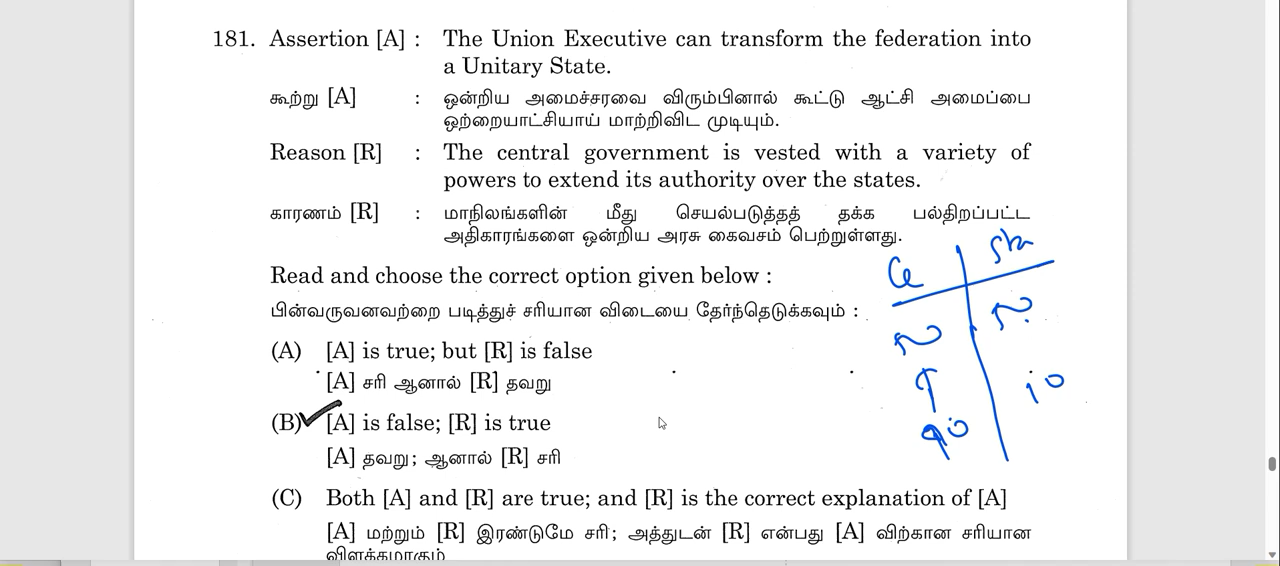 181. Assertion [A] : The Union Executive can transform the federation into
a Unitary State.
கூற்று [A] : ஒன்றிய அமைச்சரவை விரும்பினால் கூட்டு ஆட்சி அமைப்பை
ஒற்றையாட்சியாய் மாற்றிவிட முடியும்.
Reason [R] : The central government is vested with a variety of
powers to extend its authority over the states.
காரணம் [R] : மாநிலங்களின் மீது செயல்படுத்தத் தக்க பல்திறப்பட்ட
அதிகாரங்களை ஒன்றிய அரசு கைவசம் பெற்றுள்ளது.
Read and choose the correct option given below :
பின்வருவனவற்றை படித்துச் சரியான விடையை தேர்ந்தெடுக்கவும் :
(A) [A] is true; but [R] is false
[A] சரி ஆனால் [R] தவறு
(B) [A] is false; [R] is true
[A] தவறு ; ஆனால் [R] சரி
(C) Both [A] and [R] are true; and [R] is the correct explanation of [A]
[A] மற்றும் [R] இரண்டுமே சரி; அத்துடன் [R] என்பது [A] விற்கான சரியான
விளக்கமாகும்